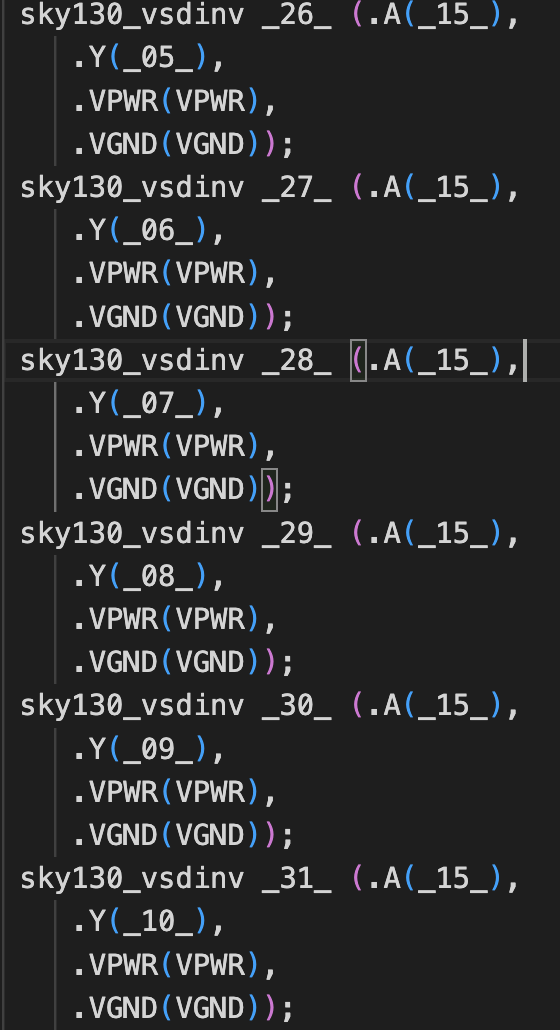 sky130_vsdinv _26_ (.A(_15_),
.Y(_05_),
.VPWR(VPWR),
.VGND(VGND));
sky130_vsdinv _27_ (.A(_15_),
.Y(_06_),
.VPWR(VPWR),
.VGND(VGND));
sky130_vsdinv _28_ (.A(_15_),
.Y(_07_),
.VPWR(VPWR),
.VGND(VGND));
sky130_vsdinv _29_ (.A(_15_),
.Y(_08_),
.VPWR(VPWR),
.VGND(VGND));
sky130_vsdinv _30_ (.A(_15_),
.Y(_09_),
.VPWR(VPWR),
.VGND(VGND));
sky130_vsdinv _31_ (.A(_15_),
.Y(_10_),
.VPWR(VPWR),
.VGND(VGND));